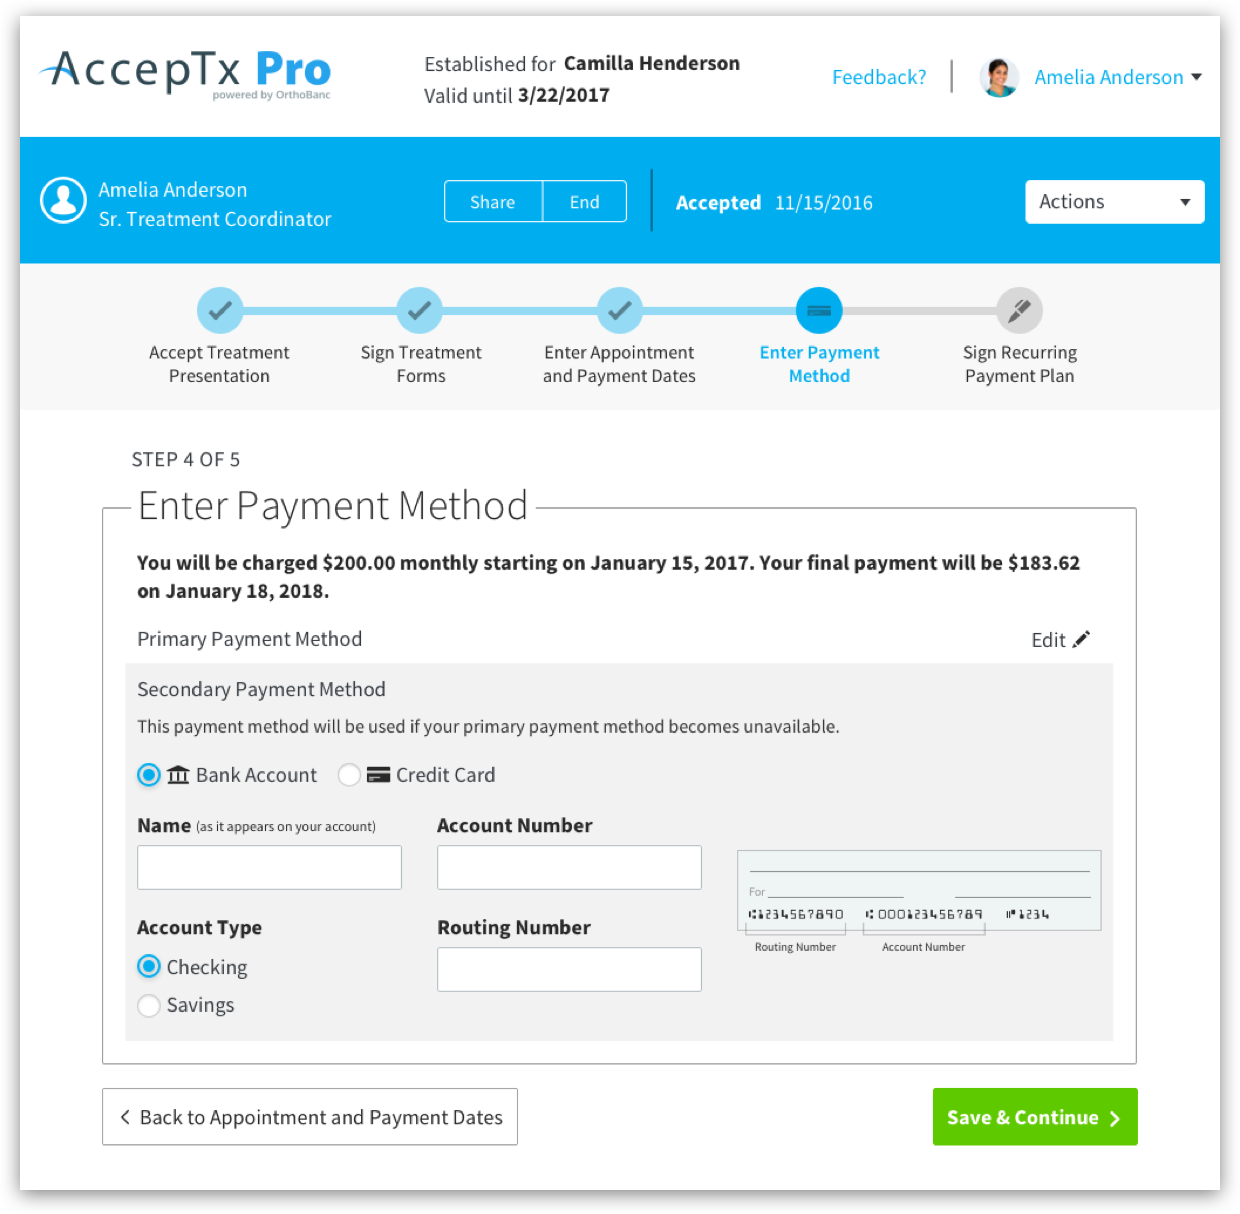 AccepTx Pro
powered by OrthoBanc
Established for Camilla Henderson
Valid until 3/22/2017
Feedback?
Amelia Anderson
Amelia Anderson
Sr. Treatment Coordinator
Share
End
Accepted 11/15/2016
Actions
Accept Treatment
Presentation
Sign Treatment
Forms
Enter Appointment
and Payment Dates
Enter Payment
Method
Sign Recurring
Payment Plan
STEP 4 OF 5
Enter Payment Method
You will be charged $200.00 monthly starting on January 15, 2017. Your final payment will be $183.62
on January 18, 2018.
Primary Payment Method
Edit
Secondary Payment Method
This payment method will be used if your primary payment method becomes unavailable.
Bank Account
Credit Card
Name (as it appears on your account)
Account Number
Account Type
Checking
Savings
Routing Number
For
⑆1234567890 ⑆000123456789 ⑈1234
Routing Number
Account Number
Back to Appointment and Payment Dates
Save & Continue